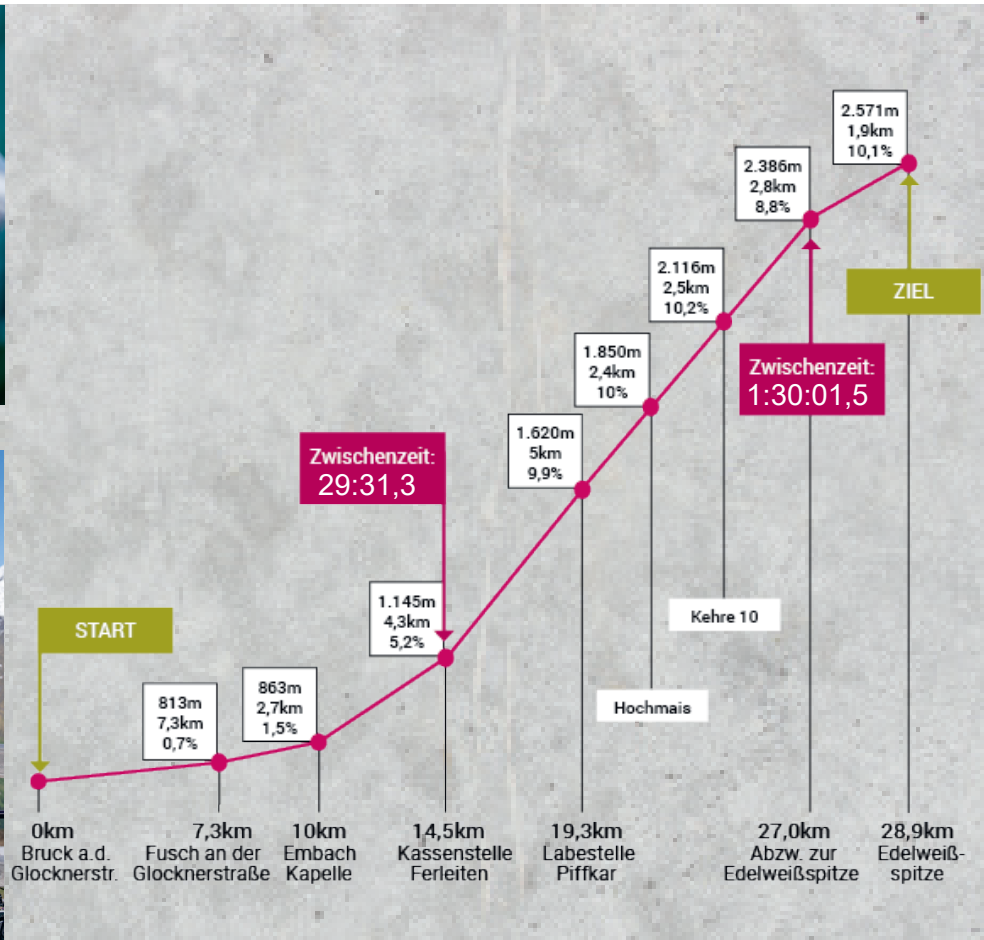 2.571m
1,9km
10,1%
2.386m
2,8km
8,8%
2.116m
2,5km
10,2%
ZIEL
1.850m
2,4km
10%
Zwischenzeit:
1:30:01,5
1.620m
5km
9,9%
Zwischenzeit:
29:31,3
1.145m
4,3km
5,2%
START
Kehre 10
863m
2,7km
1,5%
813m
7,3km
0,7%
Hochmais
0km
Bruck a.d.
Glocknerstr.
7,3km
Fusch an der
Glocknerstraße
10km
Embach
Kapelle
14,5km
Kassenstelle
Ferleiten
19,3km
Labestelle
Piffkar
27,0km
Abzw. zur
Edelweißspitze
28,9km
Edelweiß-
spitze